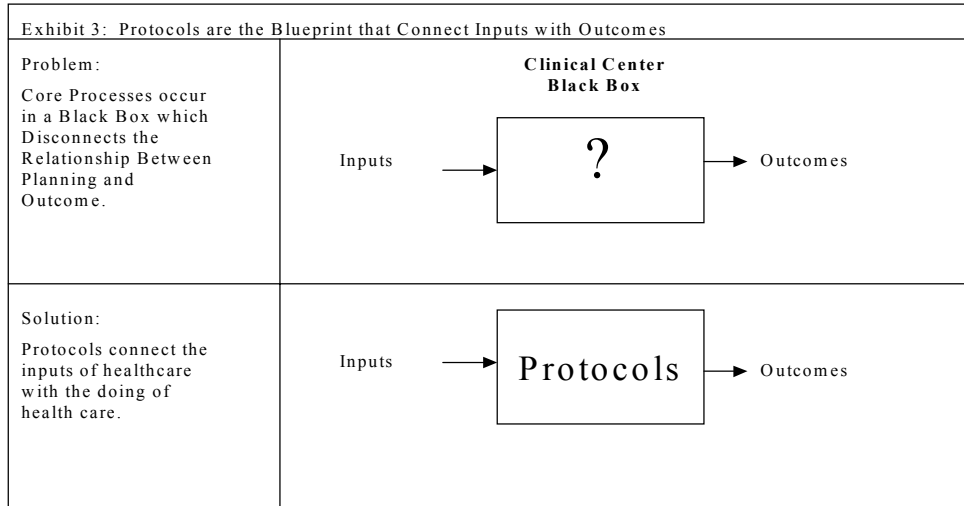 Exhibit 3: Protocols are the Blueprint that Connect Inputs with Outcomes
Problem:
Core Processes occur
in a Black Box which
Disconnects the
Relationship Between
Planning and
Outcome.
Clinical Center
Black Box
Inputs
?
Outcomes
Solution:
Protocols connect the
inputs of healthcare
with the doing of
health care.
Inputs
Protocols
Outcomes